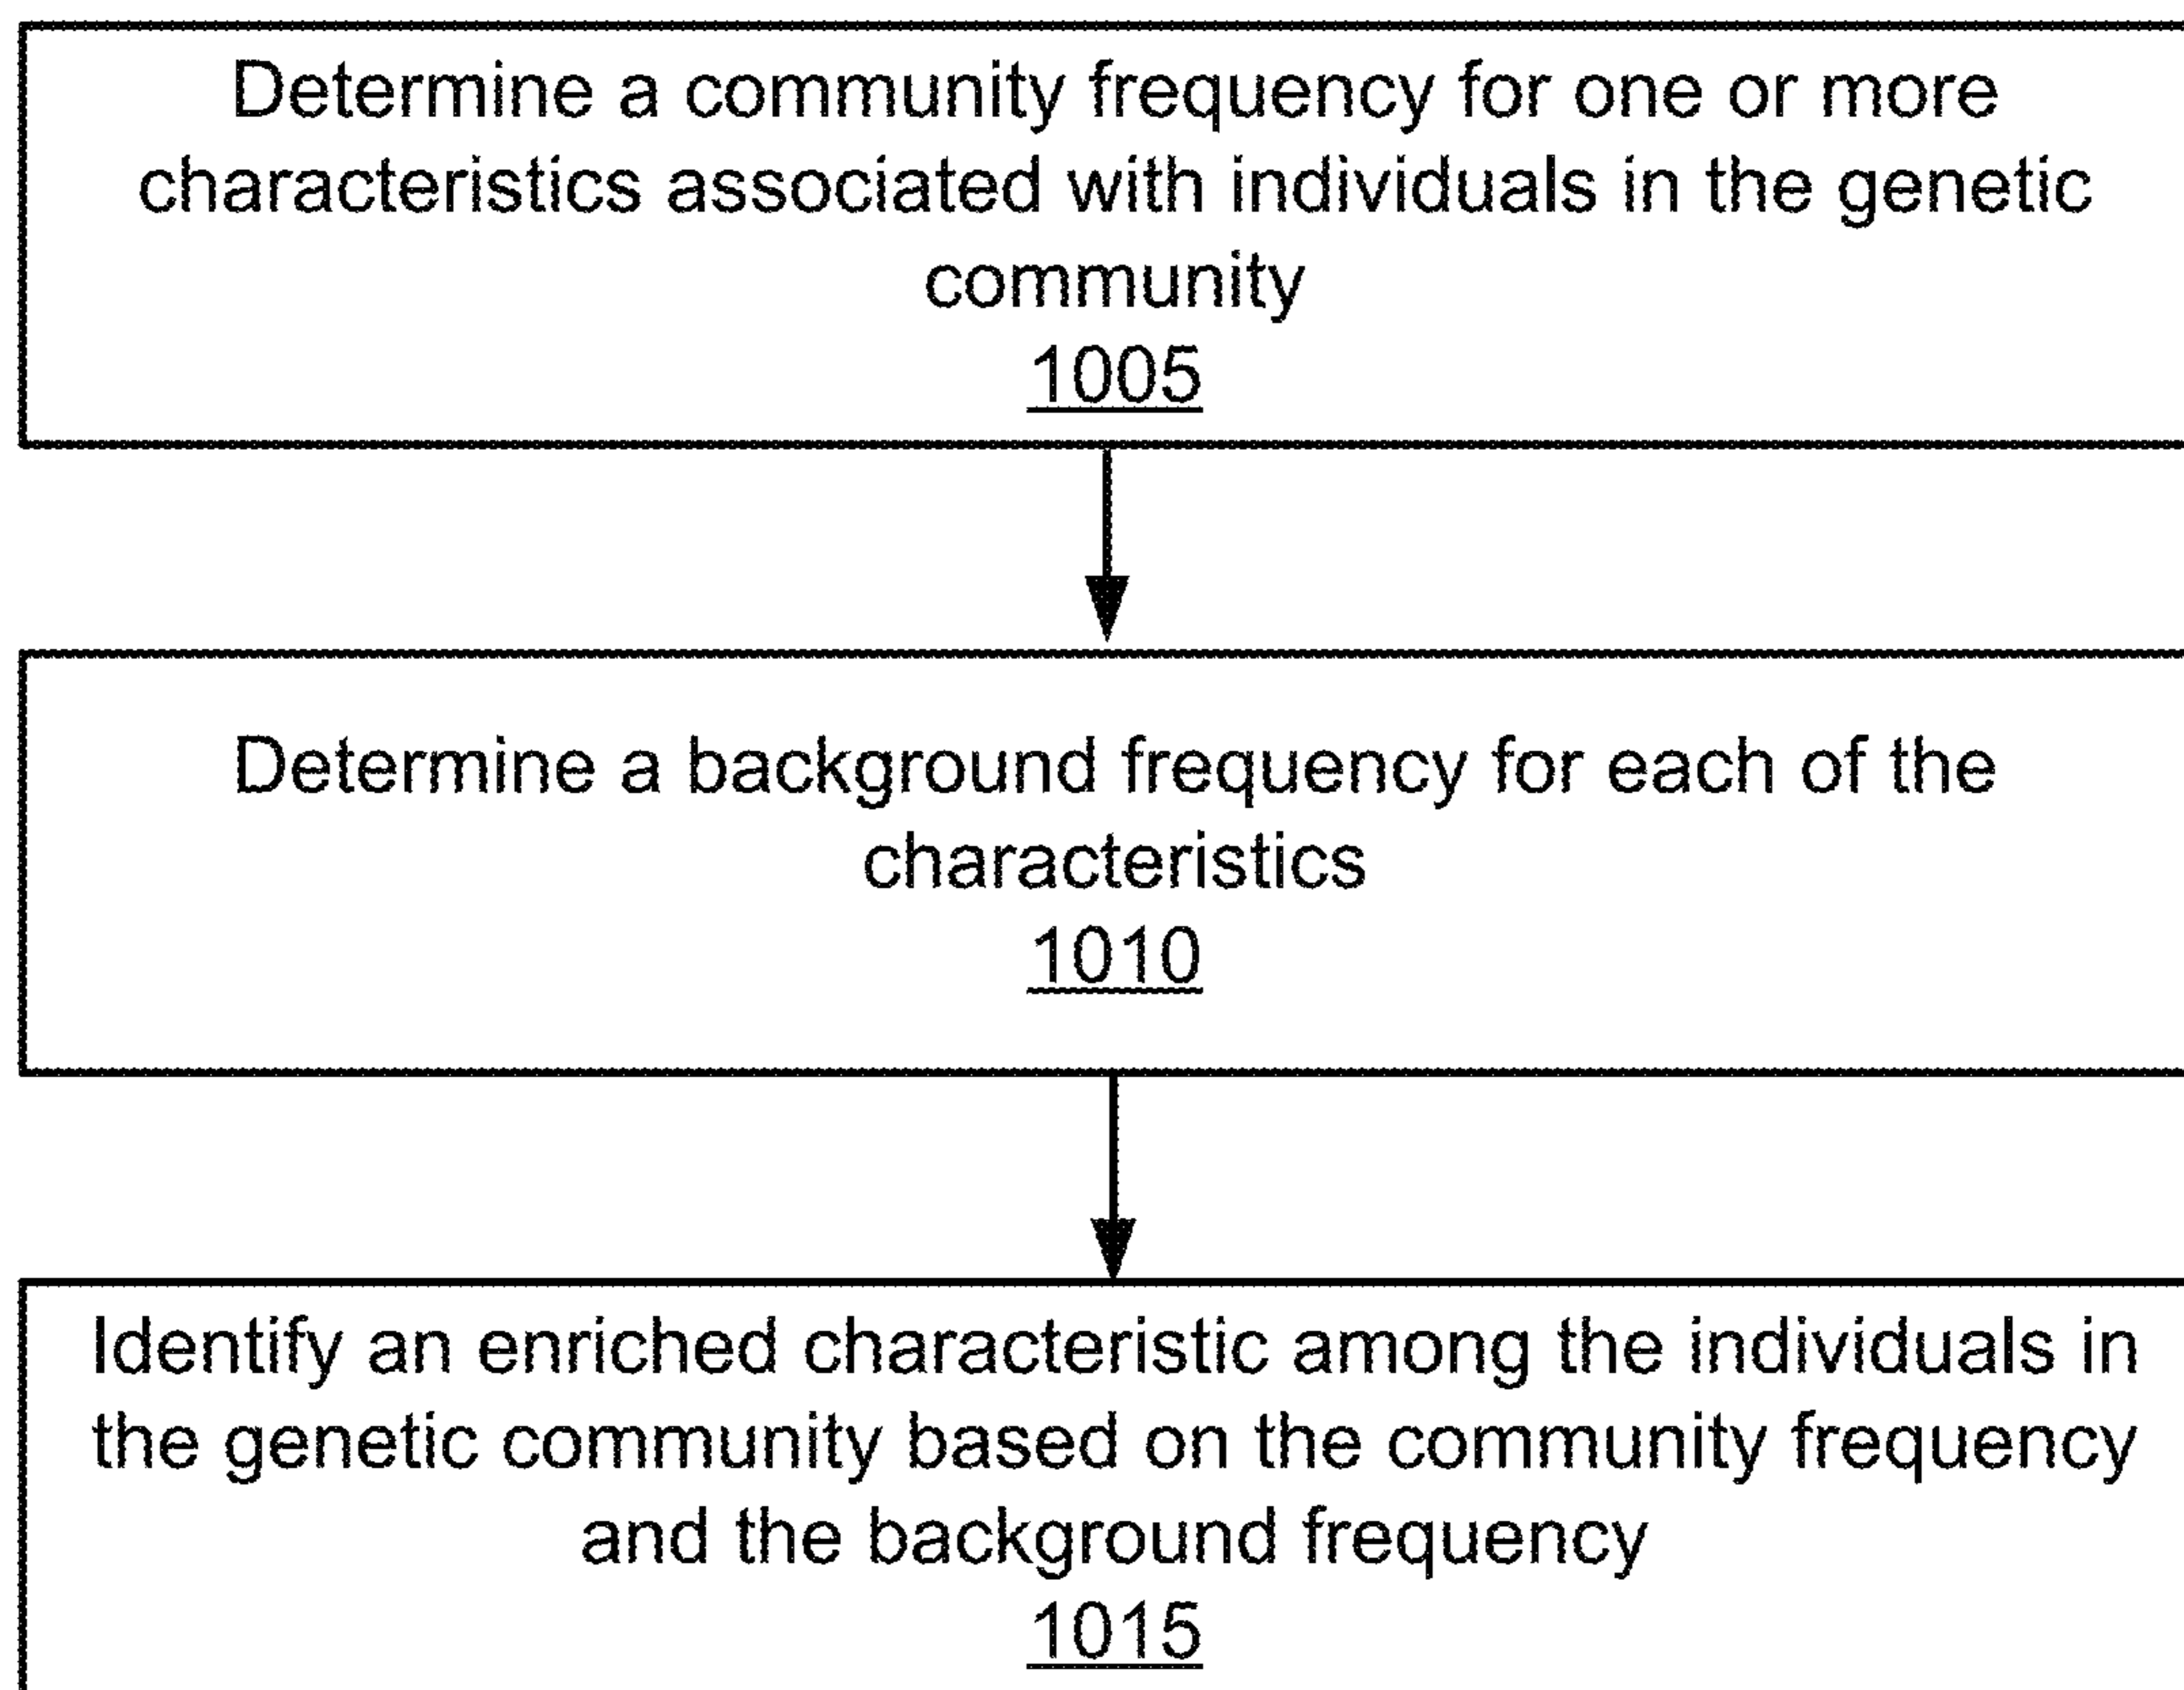 Determine a community frequency for one or more
characteristics associated with individuals in the genetic
community
1005
Determine a background frequency for each of the
characteristics
1010
Identify an enriched characteristic among the individuals in
the genetic community based on the community frequency
and the background frequency
1015